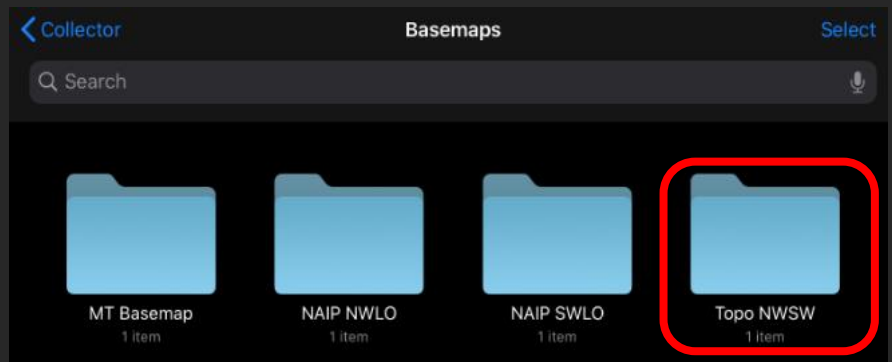 Collector Basemaps Select
Search
MT Basemap NAIP NWLO NAIP SWLO Topo NWSW
1 item 1 item 1 item 1 item